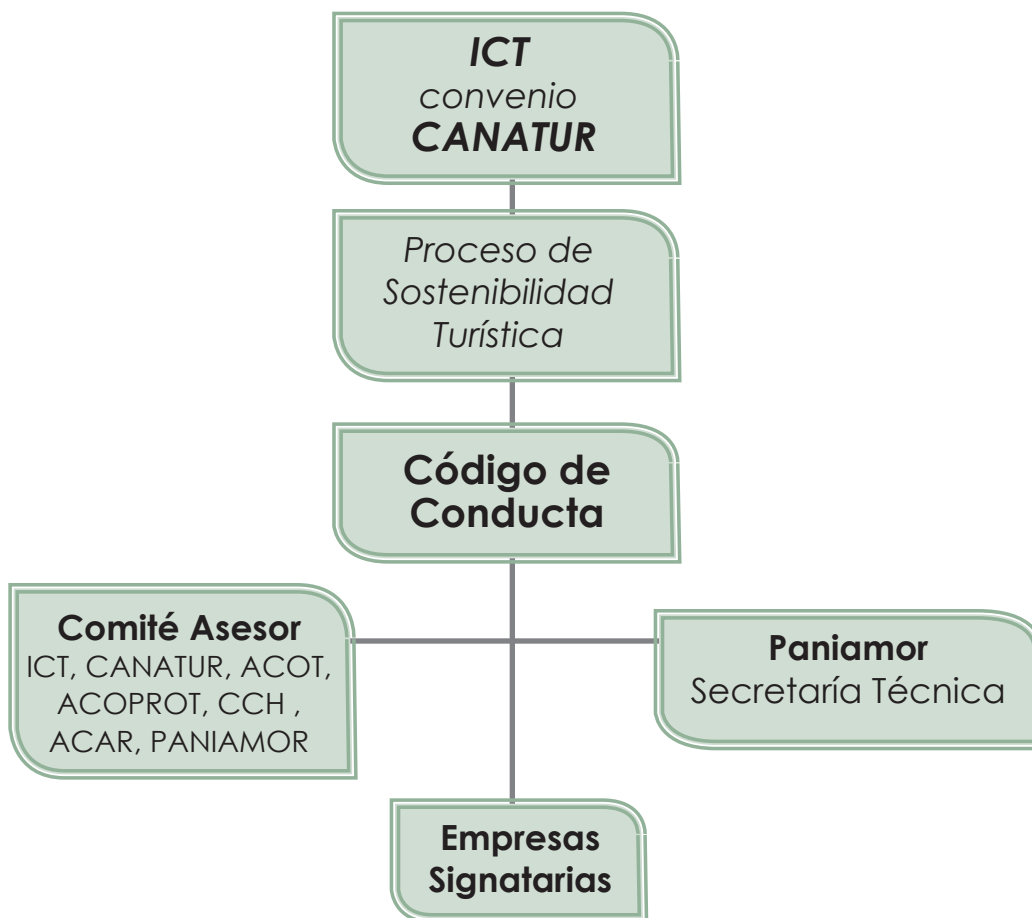 ICT
convenio
CANATUR
Proceso de
Sostenibilidad
Turística
Código de
Conducta
Comité Asesor
ICT, CANATUR, ACOT,
ACOPROT, CCH ,
ACAR, PANIAMOR
Paniamor
Secretaría Técnica
Empresas
Signatarias